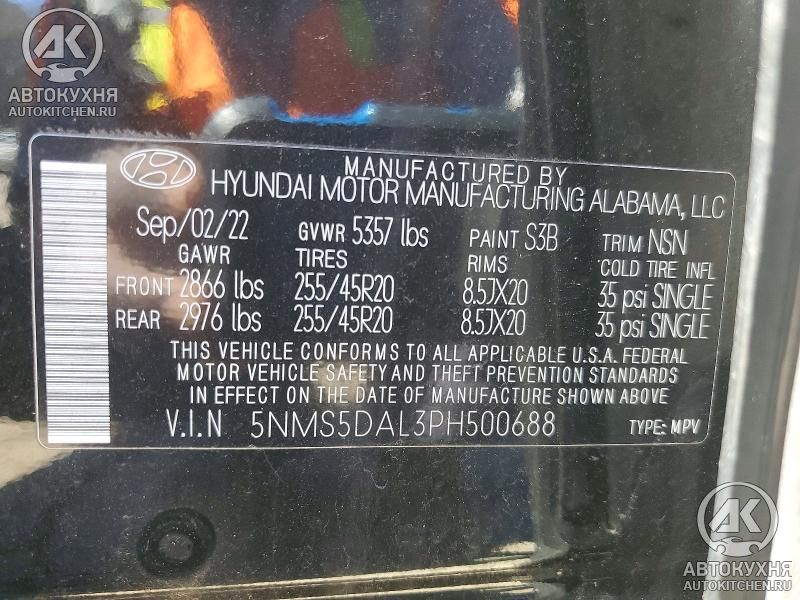 АВТОКУХНЯ
AUTOKITCHEN.RU
MANUFACTURED BY
HYUNDAI MOTOR MANUFACTURING ALABAMA, LLC
Sep/02/22 GVWR 5357 lbs PAINT S3B TRIM NSN
GAWR TIRES RIMS COLD TIRE INFL
FRONT 2866 lbs 255/45R20 8.5JX20 35 psi SINGLE
REAR 2976 lbs 255/45R20 8.5JX20 35 psi SINGLE
THIS VEHICLE CONFORMS TO ALL APPLICABLE U.S.A. FEDERAL
MOTOR VEHICLE SAFETY AND THEFT PREVENTION STANDARDS
IN EFFECT ON THE DATE OF MANUFACTURE SHOWN ABOVE
V.I.N 5NMS5DAL3PH500688 TYPE: MPV
АВТОКУХНЯ
AUTOKITCHEN.RU